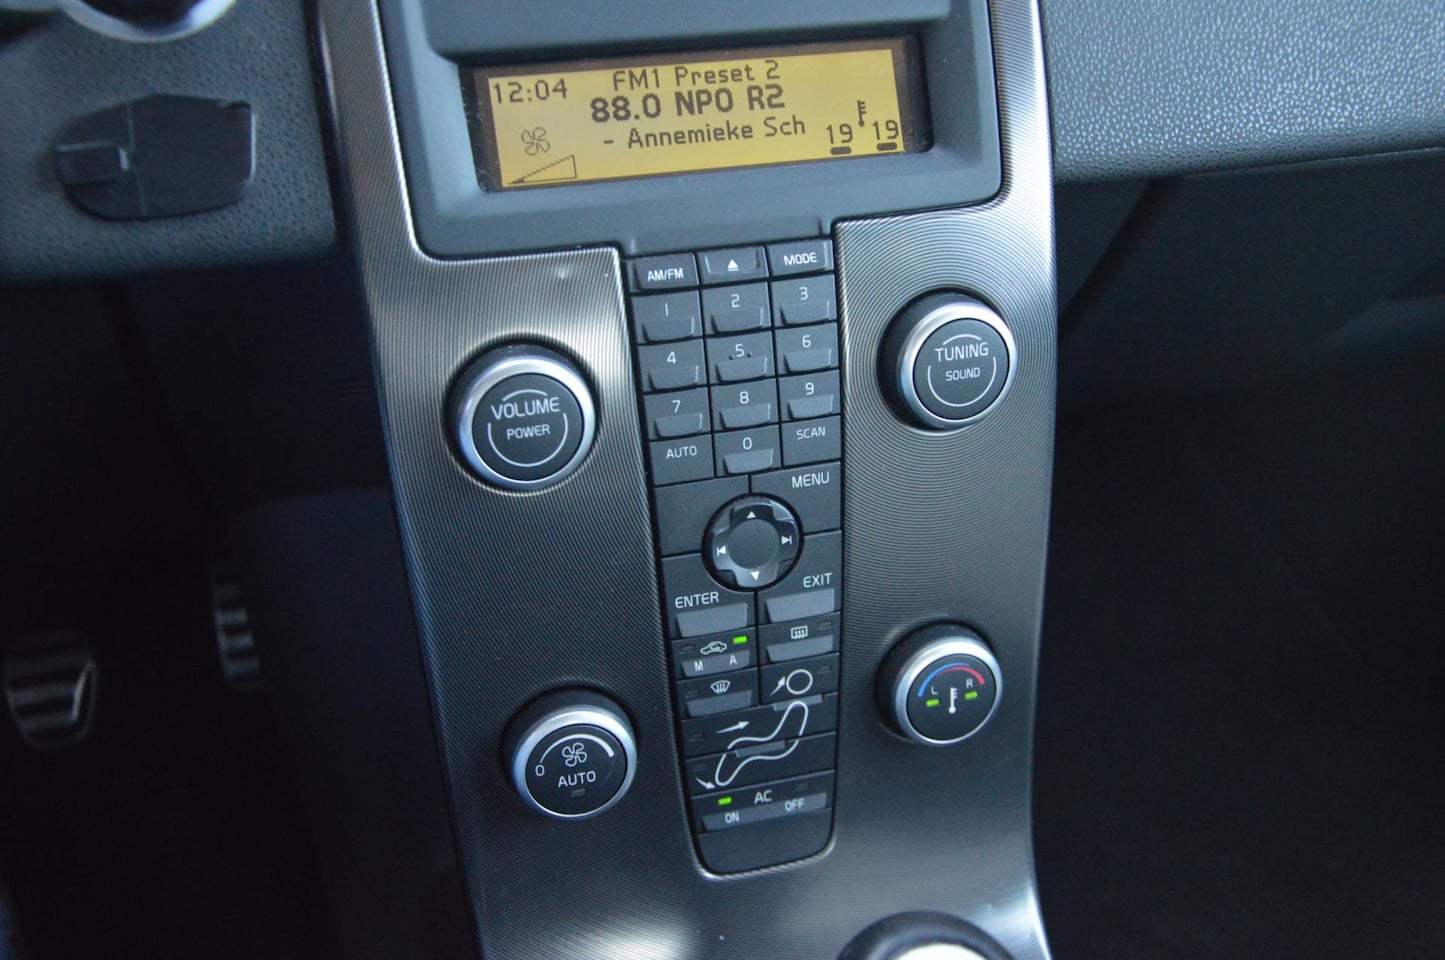 12:04
FM1 Preset 2
88.0 NPO R2
- Annemieke Sch
19 19
AM/FM MODE
1 2 3
4 5 6
7 8 9
AUTO 0 SCAN
VOLUME
POWER
TUNING
SOUND
MENU
ENTER
EXIT
M A
L R
0
AUTO
AC
ON OFF